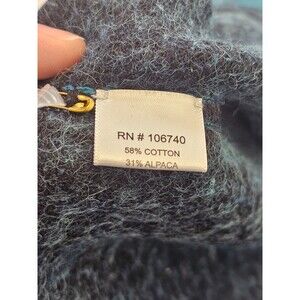 RN # 106740
58% COTTON
31% ALPACA